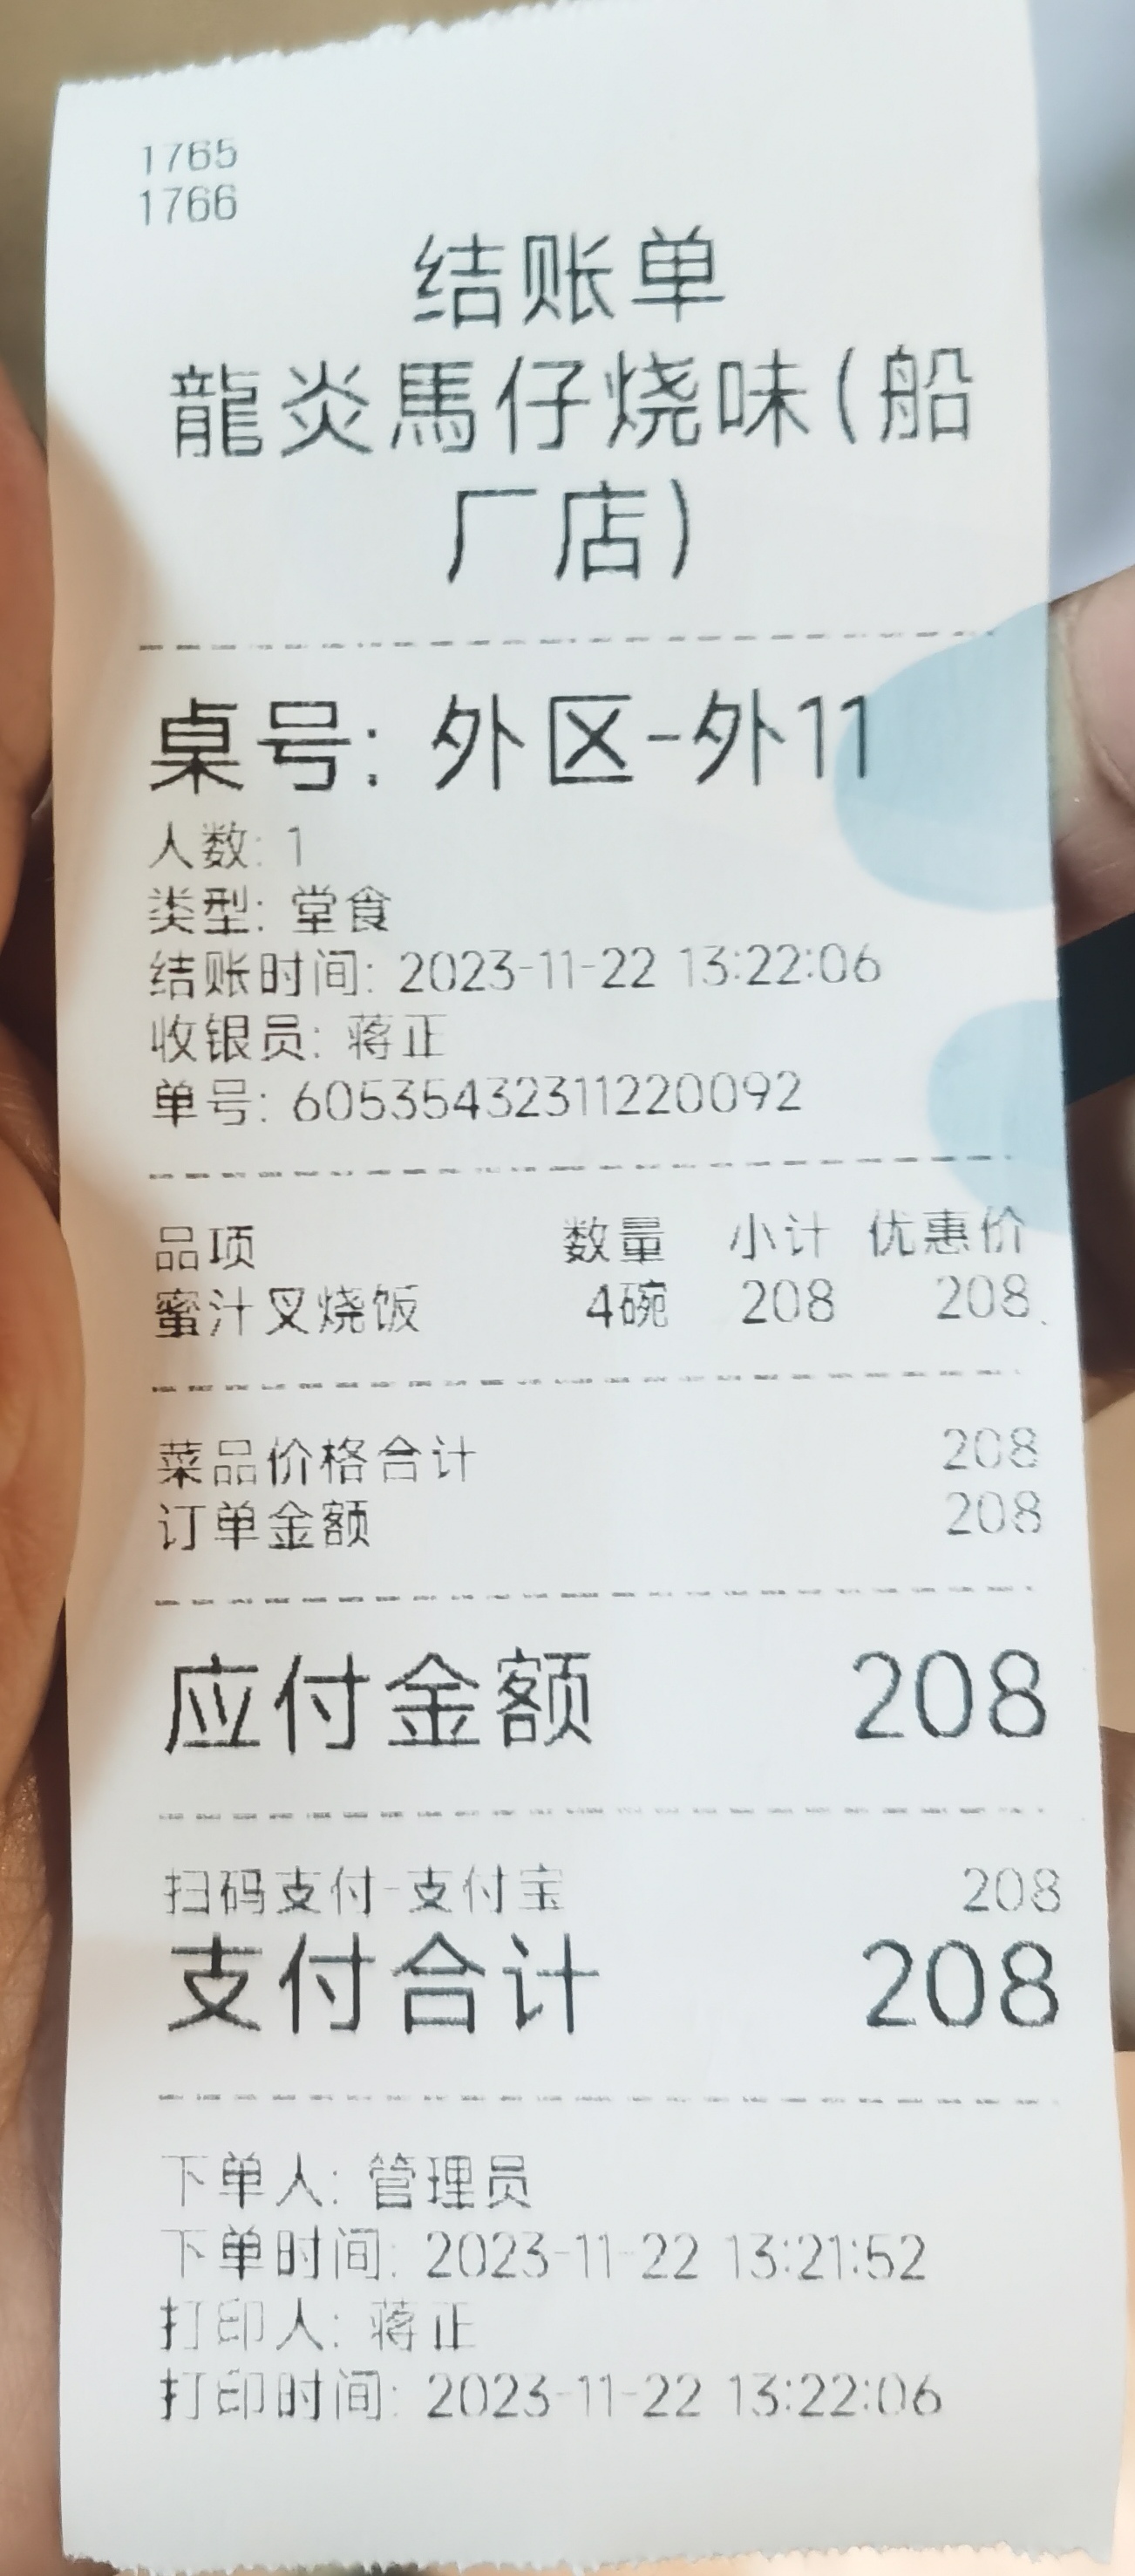 1765
1766
结账单
龍炎馬仔烧味(船
厂店)
桌号: 外区-外11
人数: 1
类型: 堂食
结账时间: 2023-11-22 13:22:06
收银员: 蒋正
单号: 605354432311220092
品项 数量 小计 优惠价
蜜汁叉烧饭 4碗 208 208
菜品价格合计 208
订单金额 208
应付金额 208
扫码支付-支付宝 208
支付合计 208
下单人: 管理员
下单时间: 2023-11-22 13:21:52
打印人: 蒋正
打印时间: 2023-11-22 13:22:06